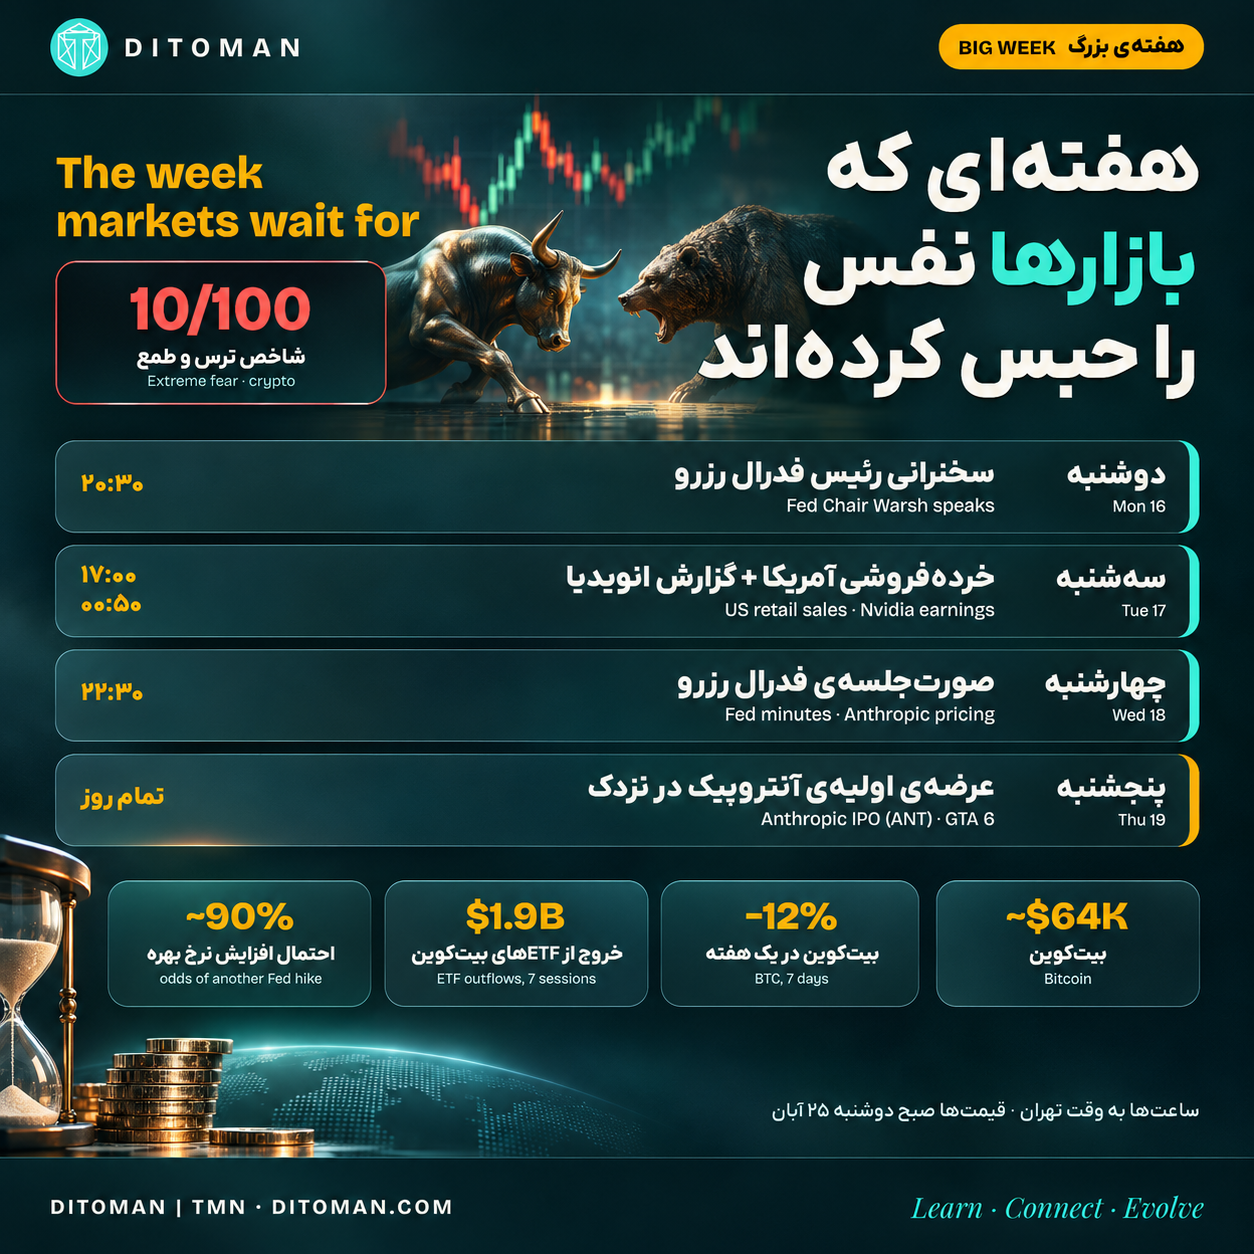 DITOMAN
BIG WEEK هفته‌ی بزرگ
The week
markets wait for
هفته‌ای که
بازارها نفس
را حبس کرده‌اند
10/100
شاخص ترس و طمع
Extreme fear · crypto
دوشنبه
Mon 16
سخنرانی رئیس فدرال رزرو
Fed Chair Warsh speaks
۲۰:۳۰
سه‌شنبه
Tue 17
خرده‌فروشی آمریکا + گزارش انویدیا
US retail sales · Nvidia earnings
۱۷:۰۰
۰۰:۵۰
چهارشنبه
Wed 18
صورت‌جلسه‌ی فدرال رزرو
Fed minutes · Anthropic pricing
۲۲:۳۰
پنجشنبه
Thu 19
عرضه‌ی اولیه‌ی آنتروپیک در نزدک
Anthropic IPO (ANT) · GTA 6
تمام روز
~$64K
بیت‌کوین
Bitcoin
-12%
بیت‌کوین در یک هفته
BTC, 7 days
$1.9B
خروج از ETFهای بیت‌کوین
ETF outflows, 7 sessions
~90%
احتمال افزایش نرخ بهره
odds of another Fed hike
ساعت‌ها به وقت تهران · قیمت‌ها صبح دوشنبه ۲۵ آبان
DITOMAN | TMN · DITOMAN.COM
Learn · Connect · Evolve